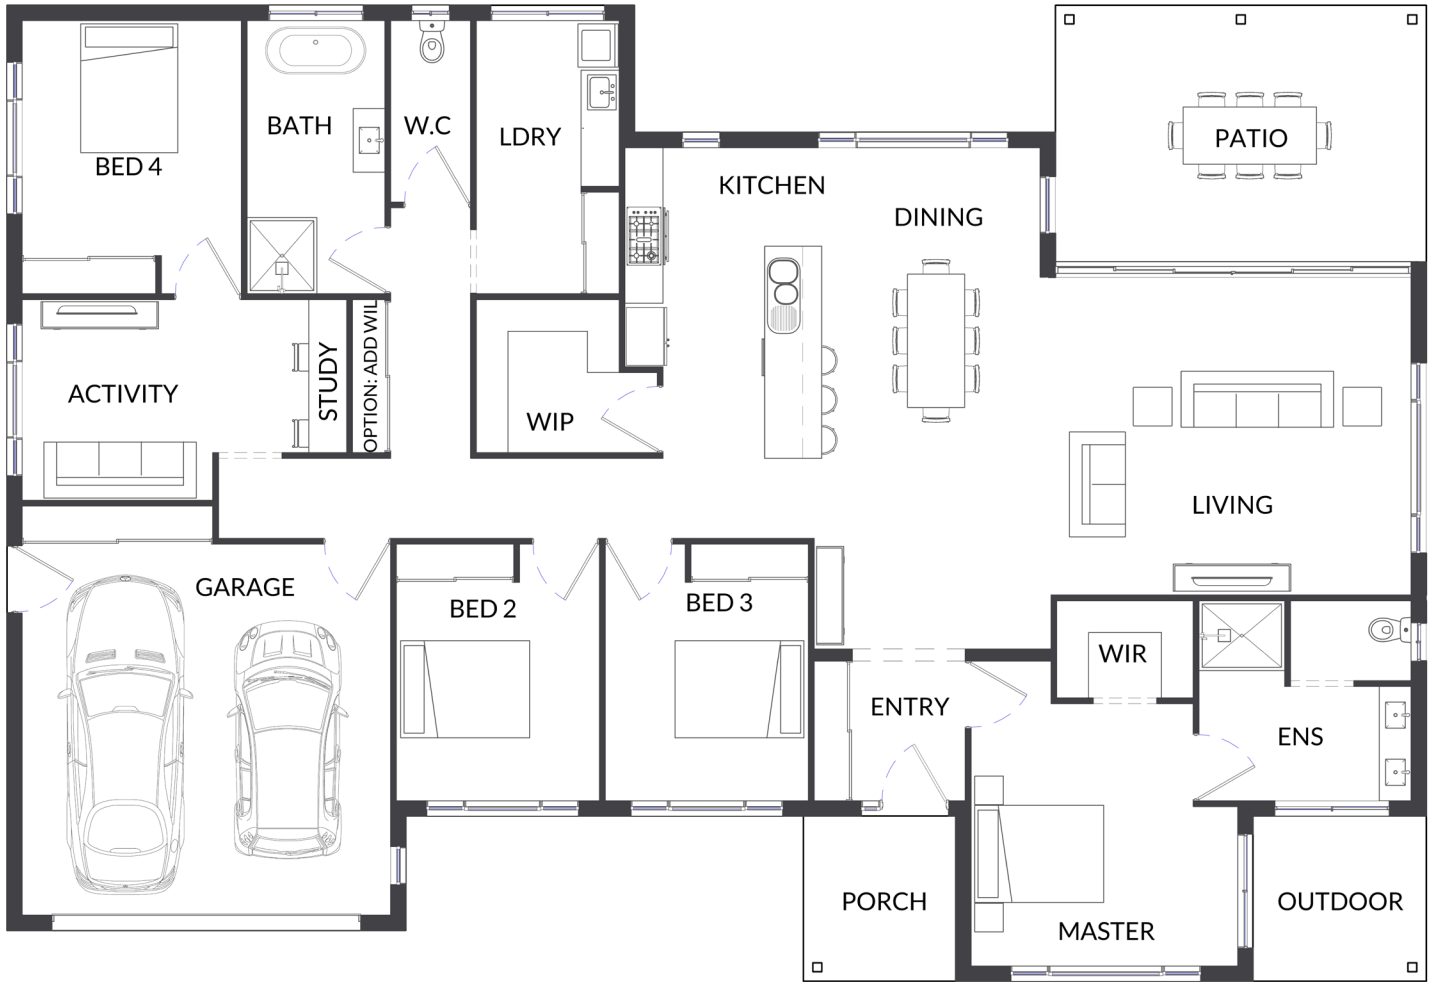 BED 4
BATH
W.C
LDRY
KITCHEN
DINING
PATIO
ACTIVITY
STUDY
OPTION: ADD WIL
WIP
LIVING
GARAGE
BED 2
BED 3
WIR
ENTRY
ENS
PORCH
MASTER
OUTDOOR